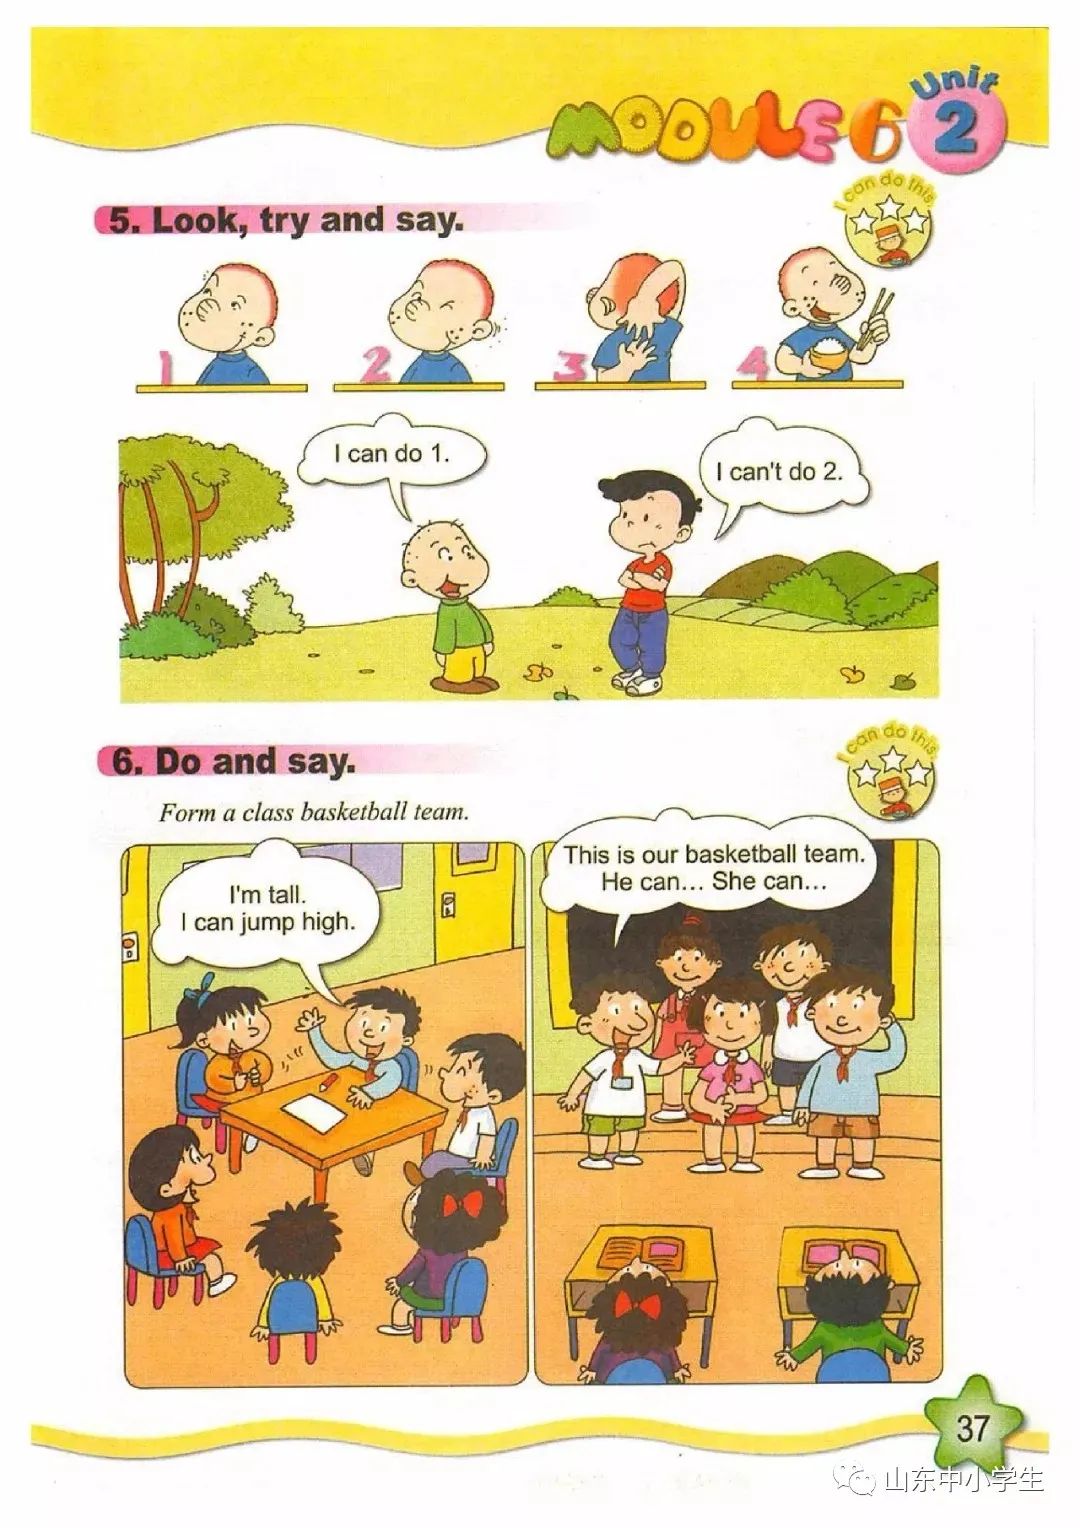 MODULE 6 Unit 2
I can do this.
5. Look, try and say.
1 2 3 4
I can do 1.
I can't do 2.
6. Do and say.
I can do this.
Form a class basketball team.
I'm tall.
I can jump high.
This is our basketball team.
He can... She can...
37
山东中小学生